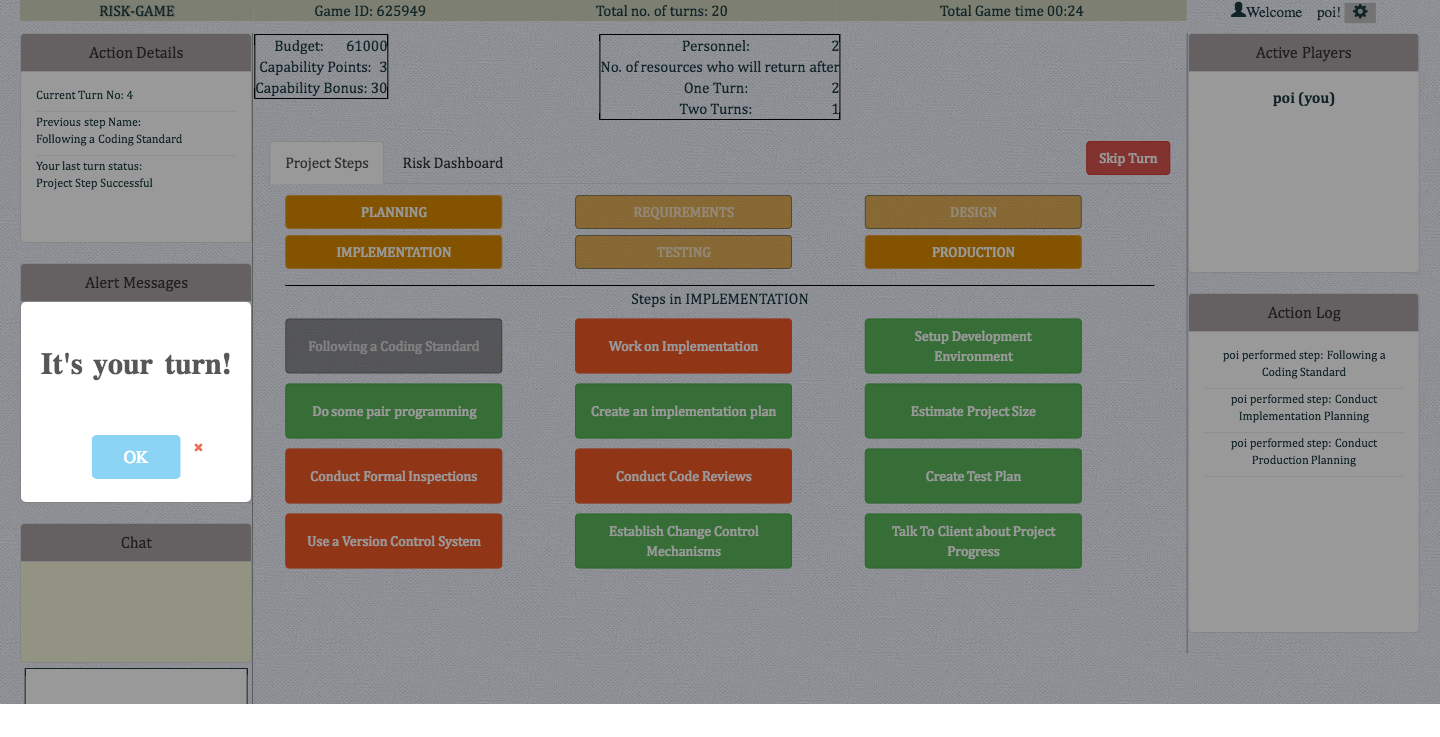 RISK-GAME Game ID: 625949 Total no. of turns: 20 Total Game time 00:24 Welcome poi!
Action Details
Current Turn No: 4
Previous step Name:
Following a Coding Standard
Your last turn status:
Project Step Successful
Alert Messages
It's your turn!
OK
Chat
Budget: 61000
Capability Points: 3
Capability Bonus: 30
Personnel: 2
No. of resources who will return after
One Turn: 2
Two Turns: 1
Project Steps Risk Dashboard Skip Turn
PLANNING REQUIREMENTS DESIGN
IMPLEMENTATION TESTING PRODUCTION
Steps in IMPLEMENTATION
Following a Coding Standard
Work on Implementation
Setup Development
Environment
Do some pair programming
Create an implementation plan
Estimate Project Size
Conduct Formal Inspections
Conduct Code Reviews
Create Test Plan
Use a Version Control System
Establish Change Control
Mechanisms
Talk To Client about Project
Progress
Active Players
poi (you)
Action Log
poi performed step: Following a
Coding Standard
poi performed step: Conduct
Implementation Planning
poi performed step: Conduct
Production Planning